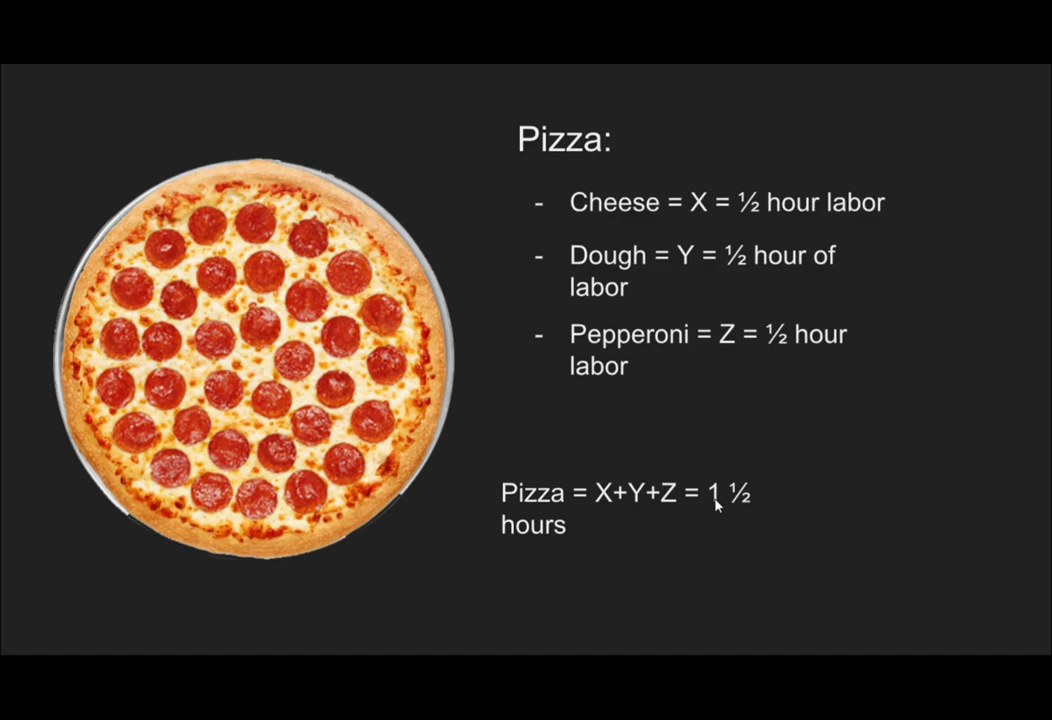 Pizza:
- Cheese = X = ½ hour labor
- Dough = Y = ½ hour of
labor
- Pepperoni = Z = ½ hour
labor
Pizza = X+Y+Z = 1 ½
hours